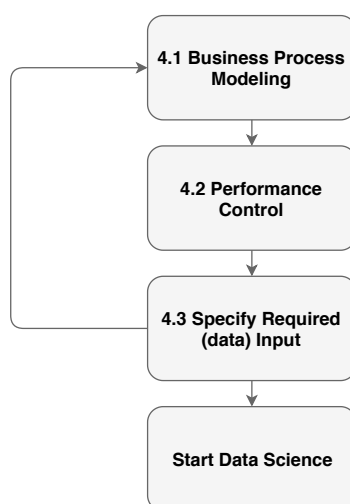 4.1 Business Process
Modeling
4.2 Performance
Control
4.3 Specify Required
(data) Input
Start Data Science